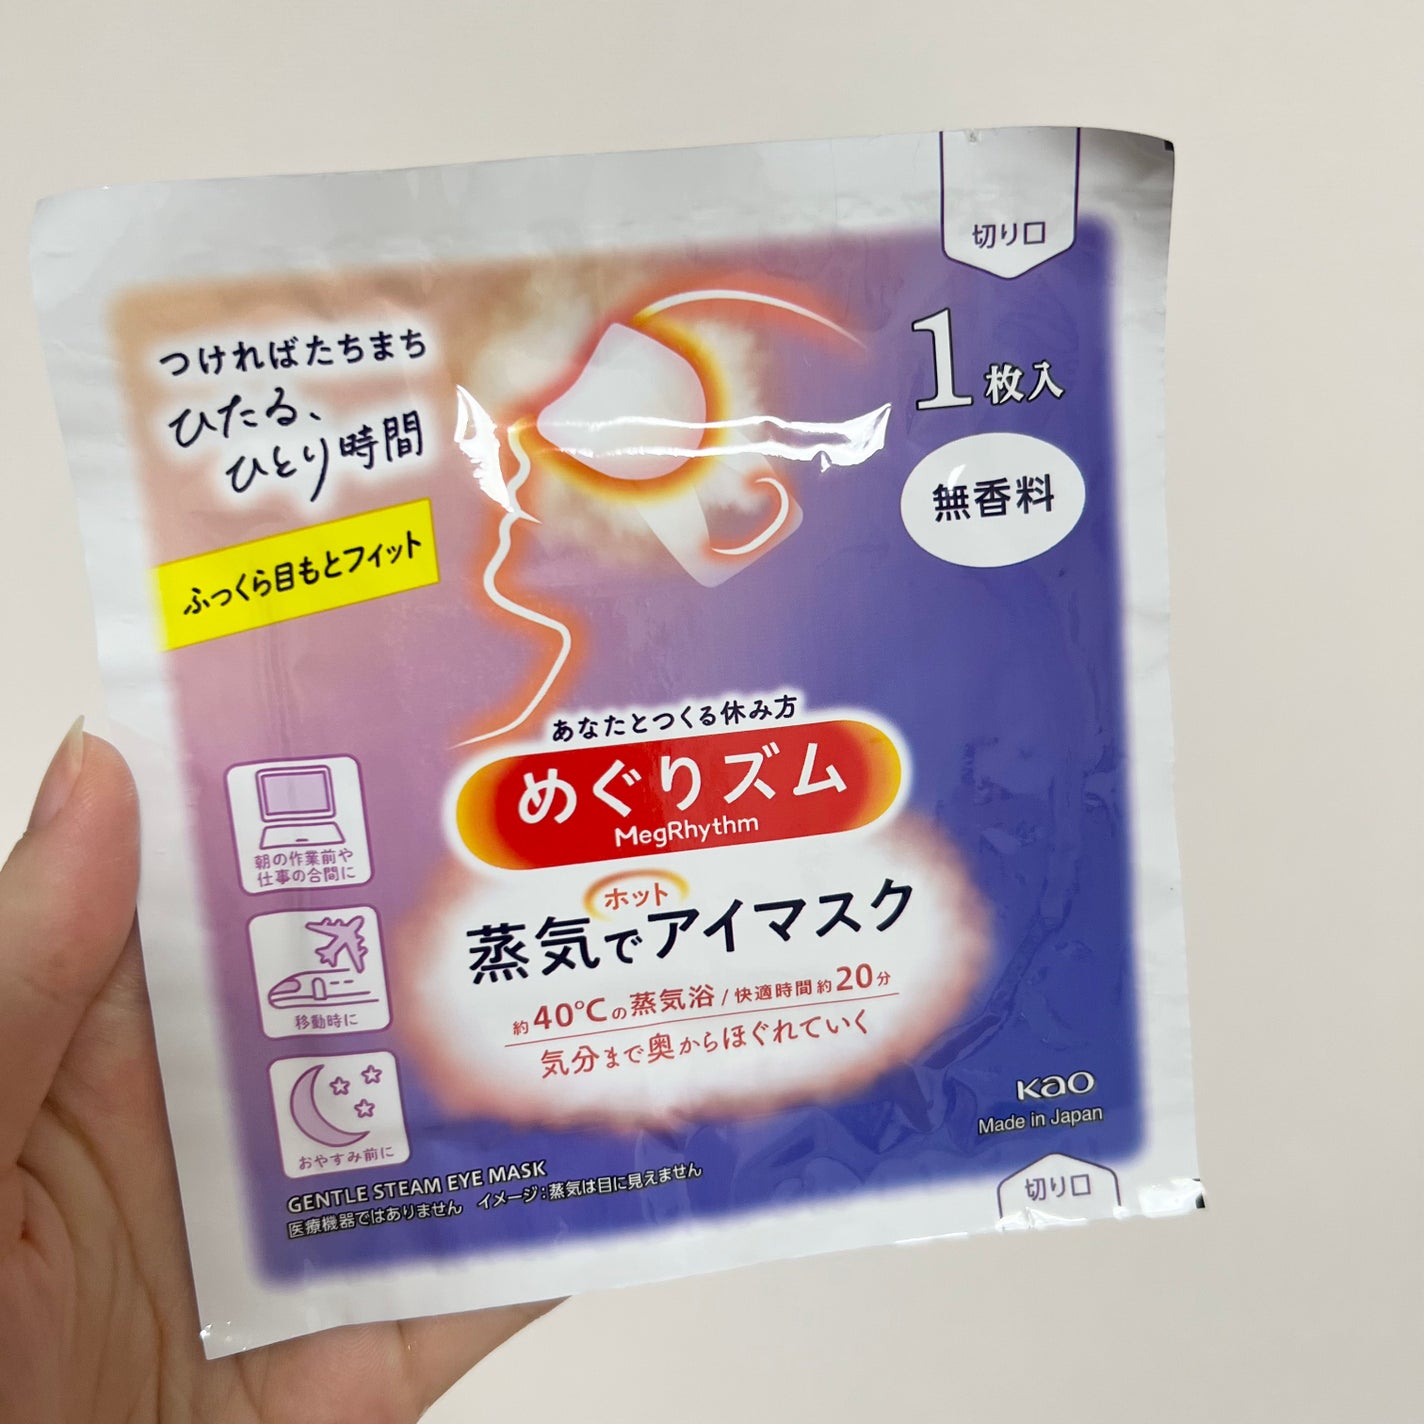 切り口
つければたちまち
ひたる、
ひとり時間
ふっくら目もとフィット
1枚入
無香料
あなたとつくる休み方
めぐりズム
MegRhythm
ホット
蒸気でアイマスク
約40℃の蒸気浴/快適時間約20分
気分まで奥からほぐれていく
朝の作業前や
仕事の合間に
移動時に
おやすみ前に
Kao
Made in Japan
GENTLE STEAM EYE MASK
医療機器ではありません イメージ:蒸気は目に見えません
切り口